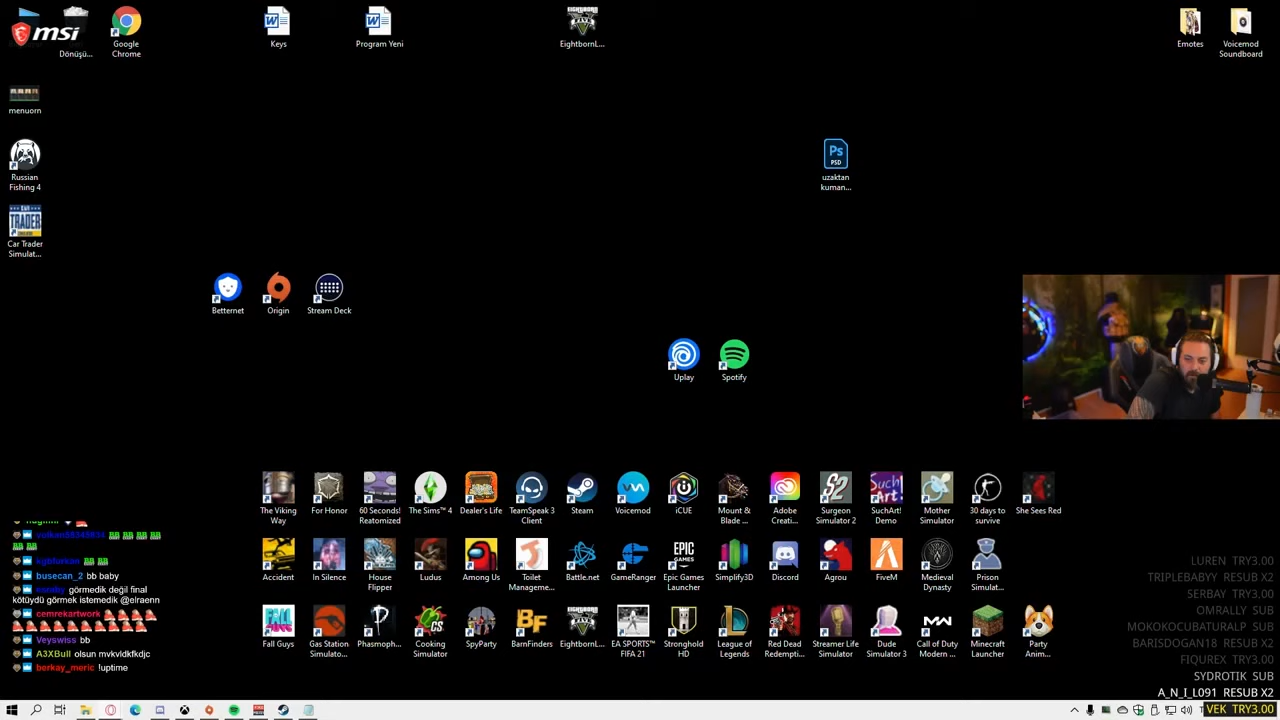 msi
Dönüşü...
Google
Chrome
Keys
Program Yeni
EightbornL...
Emotes
Voicemod
Soundboard
menuorn
Russian
Fishing 4
TRADER
Car Trader
Simulat...
Ps
PSD
uzaktan
kuman...
Betternet
Origin
Stream Deck
Uplay
Spotify
The Viking
Way
For Honor
60 Seconds!
Reatomized
The Sims™ 4
Dealer's Life
TeamSpeak 3
Client
Steam
Voicemod
iCUE
Mount &
Blade ...
Adobe
Creati...
Surgeon
Simulator 2
SuchArt!
Demo
Mother
Simulator
30 days to
survive
She Sees Red
Accident
In Silence
House
Flipper
Ludus
Among Us
Toilet
Manageme...
Battle.net
GameRanger
EPIC
GAMES
Epic Games
Launcher
Simplify3D
Discord
Agrou
FiveM
Medieval
Dynasty
Prison
Simulat...
Fall Guys
Gas Station
Simulato...
Phasmoph...
Cooking
Simulator
SpyParty
BF
BarnFinders
EightbornL...
EA SPORTS™
FIFA 21
Stronghold
HD
League of
Legends
Red Dead
Redempti...
Streamer Life
Simulator
Dude
Simulator 3
Call of Duty
Modern ...
Minecraft
Launcher
Party
Anim...
busecan_2 bb baby
görmedik değil final
kötüydü görmek istemedik @elraenn
cemrekartwork
Veyswiss bb
A3XBull olsun mvkvldkfkdjc
berkay_meric !uptime
LUREN TRY3.00
TRIPLEBABYY RESUB X2
SERBAY TRY3.00
OMRALLY SUB
MOKOKOCUBATURALP SUB
BARISDOGAN18 RESUB X2
FIQUREX TRY3.00
SYDROTIK SUB
A_N_I_L091 RESUB X2
VEK TRY3.00